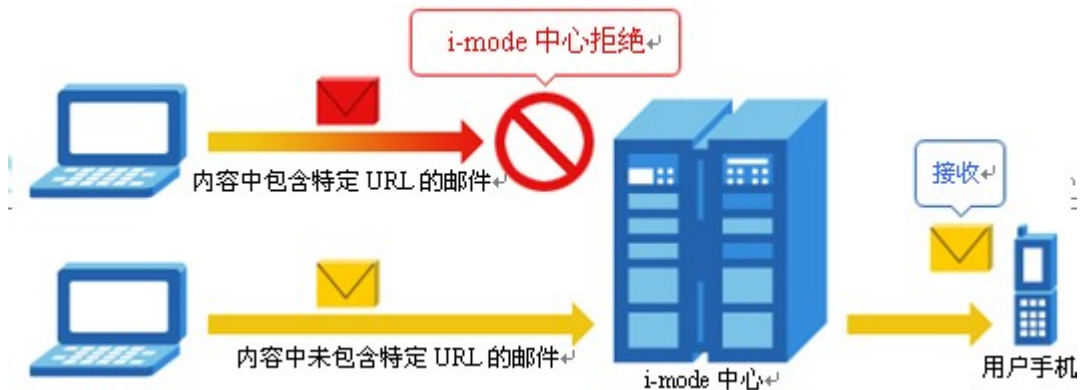 i-mode 中心拒绝↵
内容中包含特定 URL 的邮件↵
接收↵
内容中未包含特定 URL 的邮件↵
i-mode 中心↵
用户手机